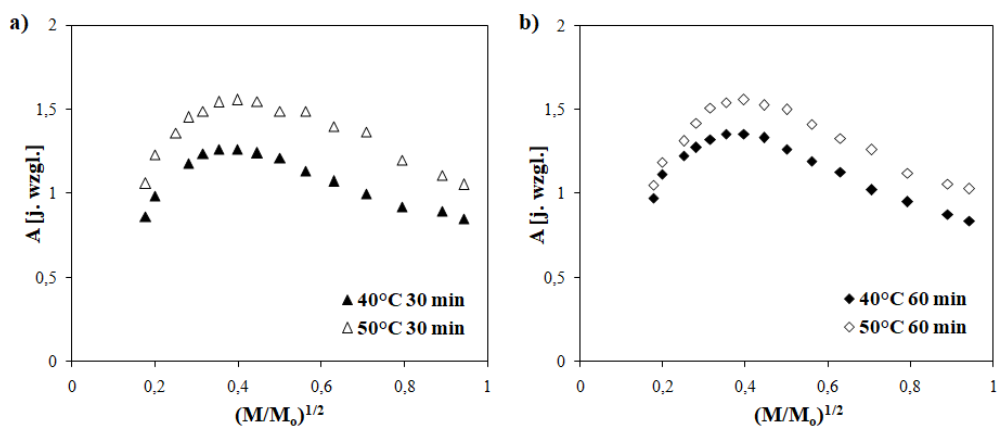 a)
2
1,5
1
0,5
0
A [j. wzgl.]
40°C 30 min
50°C 30 min
0 0,2 0,4 0,6 0,8 1
(M/Mₒ)¹/²
b)
2
1,5
1
0,5
0
A [j. wzgl.]
40°C 60 min
50°C 60 min
0 0,2 0,4 0,6 0,8 1
(M/Mₒ)¹/²